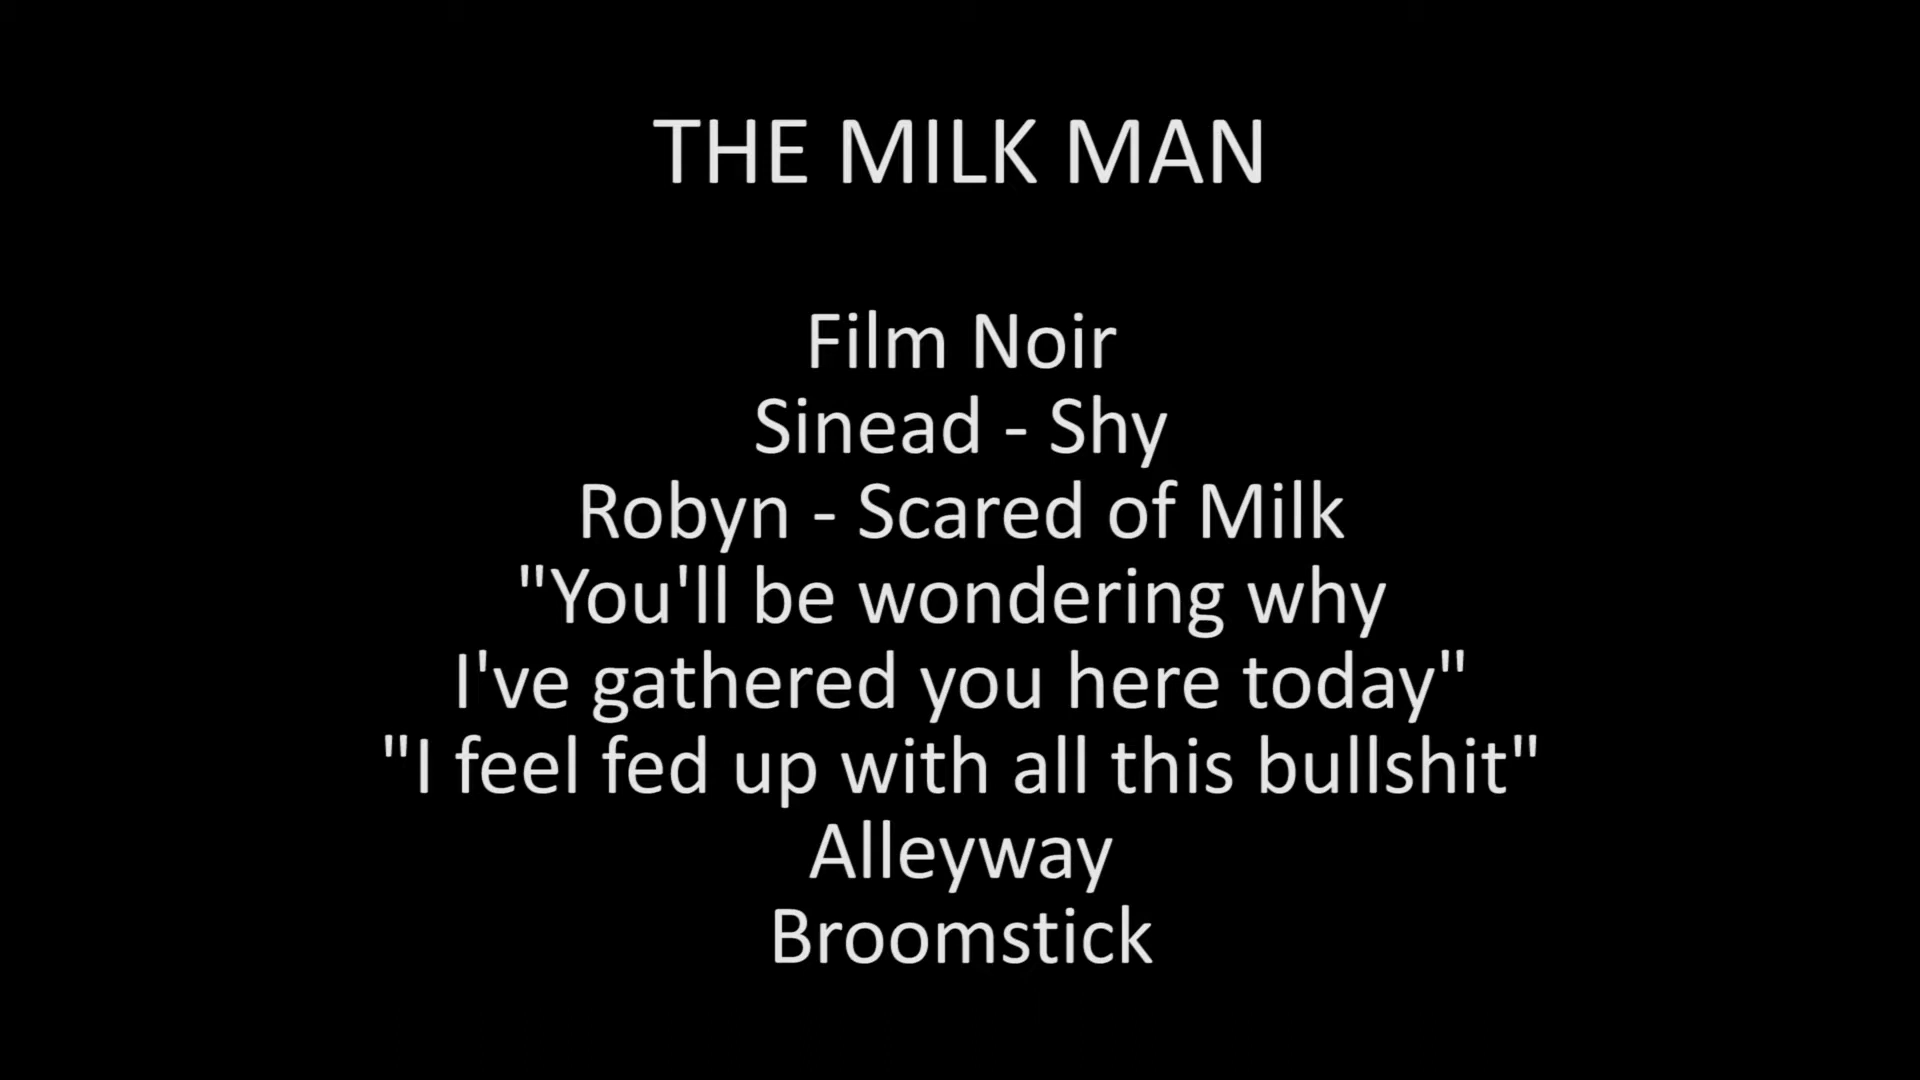 THE MILK MAN
Film Noir
Sinead - Shy
Robyn - Scared of Milk
"You'll be wondering why
I've gathered you here today"
"I feel fed up with all this bullshit"
Alleyway
Broomstick